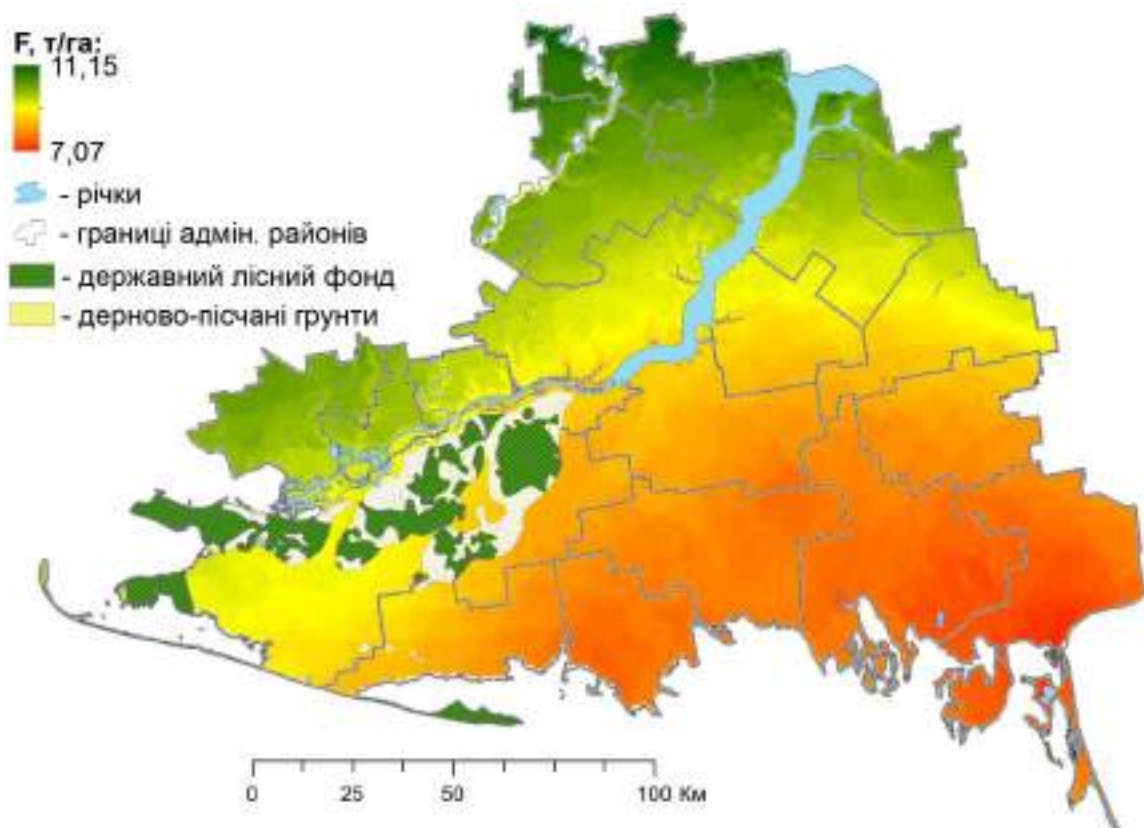 F, т/га:
11,15
7,07
- річки
- границі адмін. районів
- державний лісний фонд
- дерново-пісчані грунти
0 25 50 100 Км